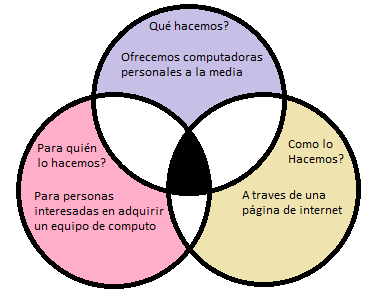 Qué hacemos?
Ofrecemos computadoras
personales a la media
Para quién
lo hacemos?
Para personas
interesadas en adquirir
un equipo de computo
Como lo
Hacemos?
A traves de una
página de internet